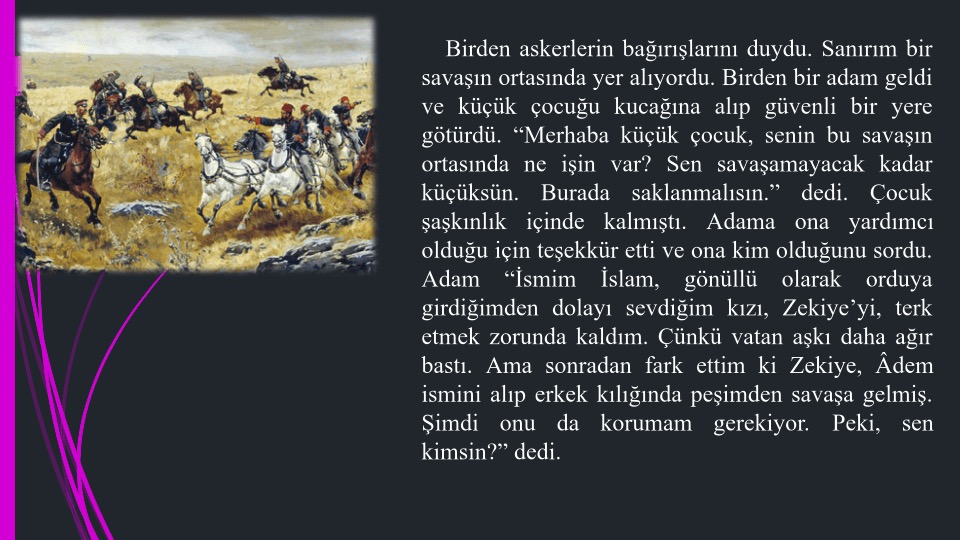 Birden askerlerin bağırışlarını duydu. Sanırım bir
savaşın ortasında yer alıyordu. Birden bir adam geldi
ve küçük çocuğu kucağına alıp güvenli bir yere
götürdü. “Merhaba küçük çocuk, senin bu savaşın
ortasında ne işin var? Sen savaşamayacak kadar
küçüksün. Burada saklanmalısın.” dedi. Çocuk
şaşkınlık içinde kalmıştı. Adama ona yardımcı
olduğu için teşekkür etti ve ona kim olduğunu sordu.
Adam “İsmim İslam, gönüllü olarak orduya
girdiğimden dolayı sevdiğim kızı, Zekiye’yi, terk
etmek zorunda kaldım. Çünkü vatan aşkı daha ağır
bastı. Ama sonradan fark ettim ki Zekiye, Âdem
ismini alıp erkek kılığında peşimden savaşa gelmiş.
Şimdi onu da korumam gerekiyor. Peki, sen
kimsin?” dedi.